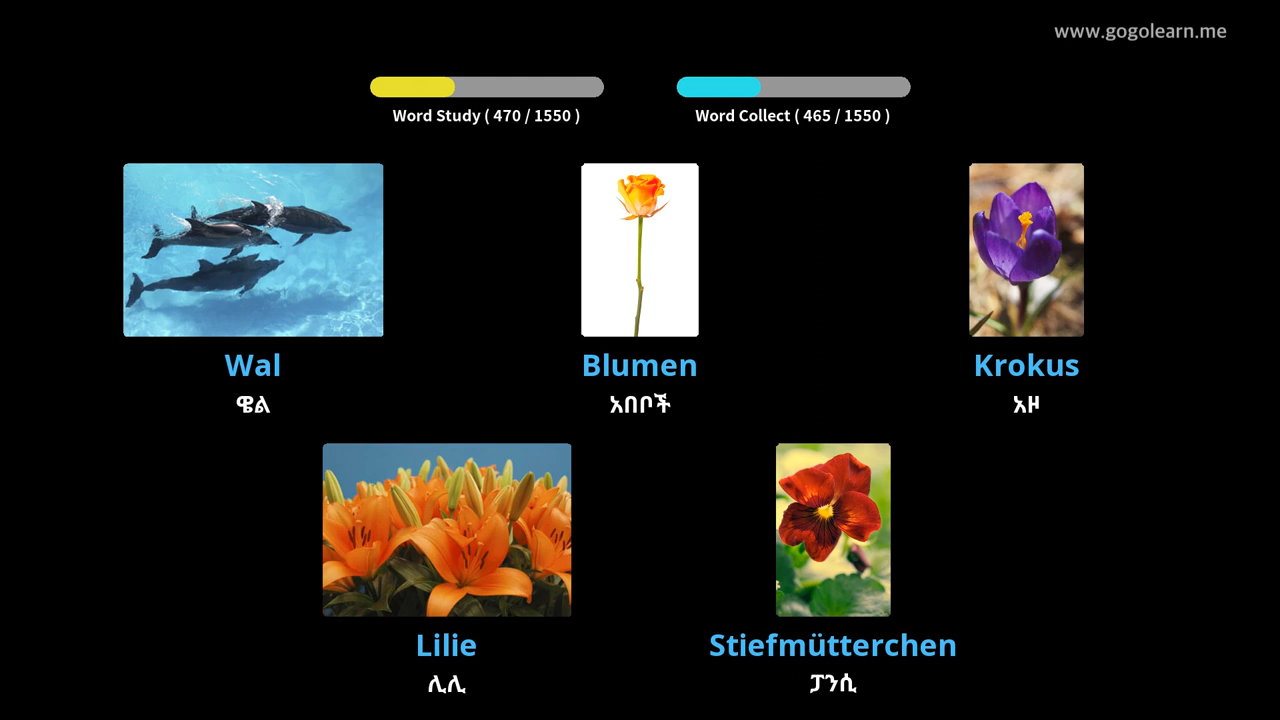 www.gogolearn.me
Word Study ( 470 / 1550 )
Word Collect ( 465 / 1550 )
Wal
ዌል
Blumen
አበቦች
Krokus
አዞ
Lilie
ሊሊ
Stiefmütterchen
ፓንሲ